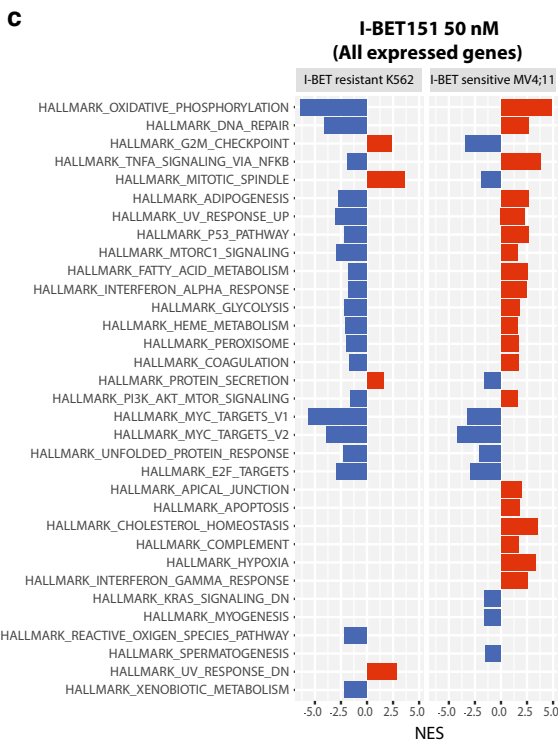 c
I-BET151 50 nM
(All expressed genes)
I-BET resistant K562 I-BET sensitive MV4;11
HALLMARK_OXIDATIVE_PHOSPHORYLATION
HALLMARK_DNA_REPAIR
HALLMARK_G2M_CHECKPOINT
HALLMARK_TNFA_SIGNALING_VIA_NFKB
HALLMARK_MITOTIC_SPINDLE
HALLMARK_ADIPOGENESIS
HALLMARK_UV_RESPONSE_UP
HALLMARK_P53_PATHWAY
HALLMARK_MTORC1_SIGNALING
HALLMARK_FATTY_ACID_METABOLISM
HALLMARK_INTERFERON_ALPHA_RESPONSE
HALLMARK_GLYCOLYSIS
HALLMARK_HEME_METABOLISM
HALLMARK_PEROXISOME
HALLMARK_COAGULATION
HALLMARK_PROTEIN_SECRETION
HALLMARK_PI3K_AKT_MTOR_SIGNALING
HALLMARK_MYC_TARGETS_V1
HALLMARK_MYC_TARGETS_V2
HALLMARK_UNFOLDED_PROTEIN_RESPONSE
HALLMARK_E2F_TARGETS
HALLMARK_APICAL_JUNCTION
HALLMARK_APOPTOSIS
HALLMARK_CHOLESTEROL_HOMEOSTASIS
HALLMARK_COMPLEMENT
HALLMARK_HYPOXIA
HALLMARK_INTERFERON_GAMMA_RESPONSE
HALLMARK_KRAS_SIGNALING_DN
HALLMARK_MYOGENESIS
HALLMARK_REACTIVE_OXIGEN_SPECIES_PATHWAY
HALLMARK_SPERMATOGENESIS
HALLMARK_UV_RESPONSE_DN
HALLMARK_XENOBIOTIC_METABOLISM
-5.0 -2.5 0.0 2.5 5.0 -5.0 -2.5 0.0 2.5 5.0
NES